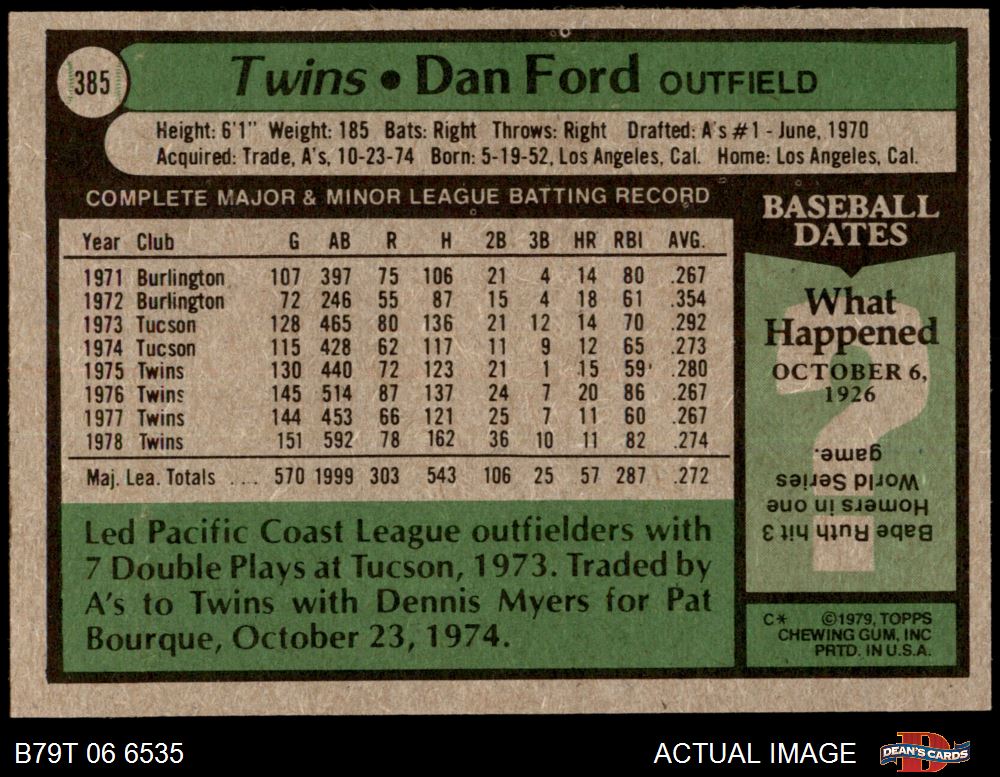 385
Twins • Dan Ford OUTFIELD
Height: 6'1" Weight: 185 Bats: Right Throws: Right Drafted: A's #1 - June, 1970
Acquired: Trade, A's, 10-23-74 Born: 5-19-52, Los Angeles, Cal. Home: Los Angeles, Cal.
COMPLETE MAJOR & MINOR LEAGUE BATTING RECORD
Year Club G AB R H 2B 3B HR RBI AVG.
1971 Burlington 107 397 75 106 21 4 14 80 .267
1972 Burlington 72 246 55 87 15 4 18 61 .354
1973 Tucson 128 465 80 136 21 12 14 70 .292
1974 Tucson 115 428 62 117 11 9 12 65 .273
1975 Twins 130 440 72 123 21 1 15 59 .280
1976 Twins 145 514 87 137 24 7 20 86 .267
1977 Twins 144 453 66 121 25 7 11 60 .267
1978 Twins 151 592 78 162 36 10 11 82 .274
Maj. Lea. Totals .... 570 1999 303 543 106 25 57 287 .272
Led Pacific Coast League outfielders with
7 Double Plays at Tucson, 1973. Traded by
A's to Twins with Dennis Myers for Pat
Bourque, October 23, 1974.
BASEBALL
DATES
What
Happened
OCTOBER 6,
1926
Babe Ruth hit 3
Homers in one
World Series
game.
C* ©1979, TOPPS
CHEWING GUM, INC
PRTD. IN U.S.A.
B79T 06 6535
ACTUAL IMAGE
DEAN'S CARDS